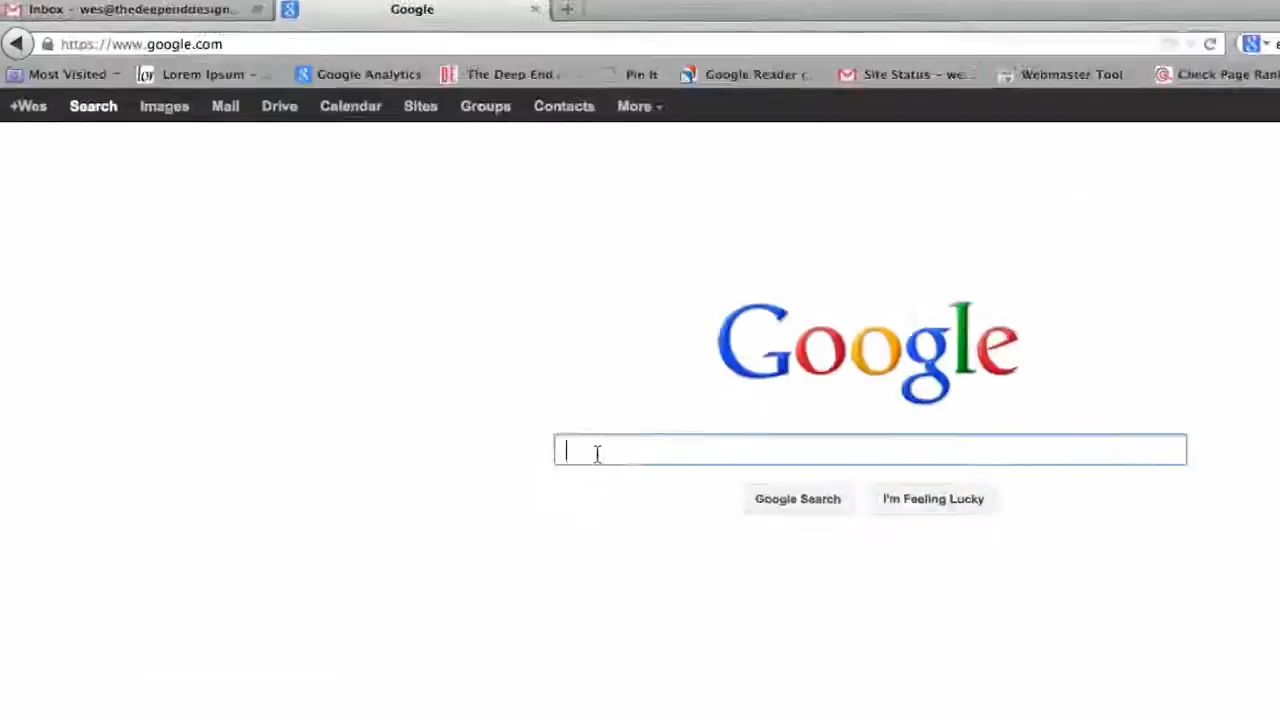 Inbox – wes@thedeependdesign... Google
https://www.google.com
Most Visited Lorem Ipsum – ... Google Analytics The Deep End ... Pin It Google Reader (... Site Status – we... Webmaster Tool Check Page Rank
+Wes Search Images Mail Drive Calendar Sites Groups Contacts More
Google
Google Search I'm Feeling Lucky